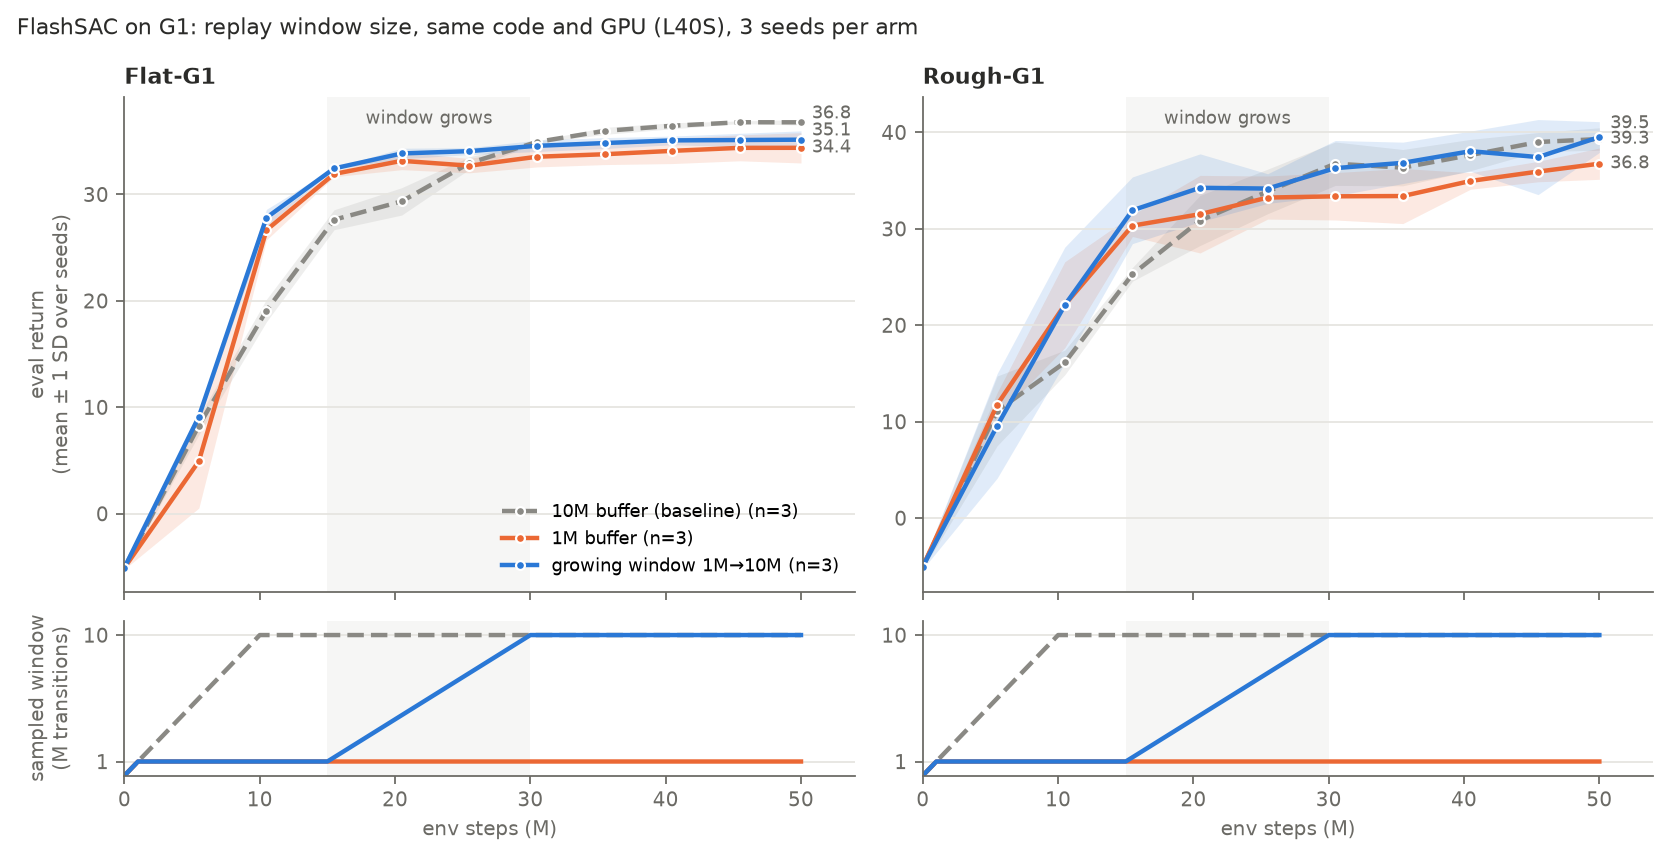 FlashSAC on G1: replay window size, same code and GPU (L40S), 3 seeds per arm
Flat-G1
window grows
36.8
35.1
34.4
30
20
10
0
eval return
(mean ± 1 SD over seeds)
10M buffer (baseline) (n=3)
1M buffer (n=3)
growing window 1M→10M (n=3)
Rough-G1
window grows
39.5
39.3
36.8
40
30
20
10
0
sampled window
(M transitions)
10
1
0 10 20 30 40 50
env steps (M)
10
1
0 10 20 30 40 50
env steps (M)